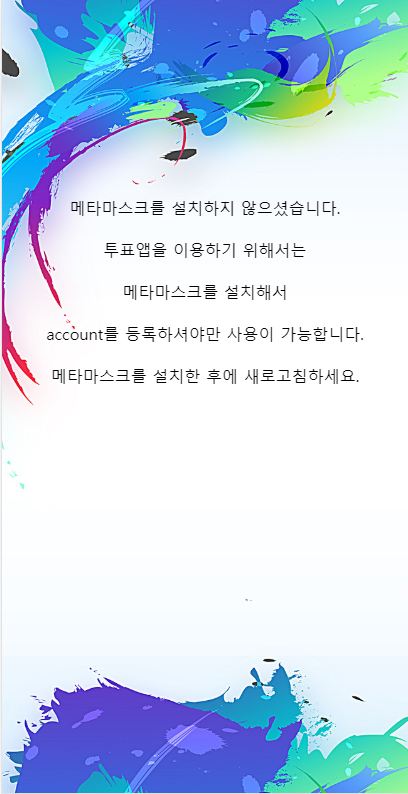 메타마스크를 설치하지 않으셨습니다.
투표앱을 이용하기 위해서는
메타마스크를 설치해서
account를 등록하셔야만 사용이 가능합니다.
메타마스크를 설치한 후에 새로고침하세요.